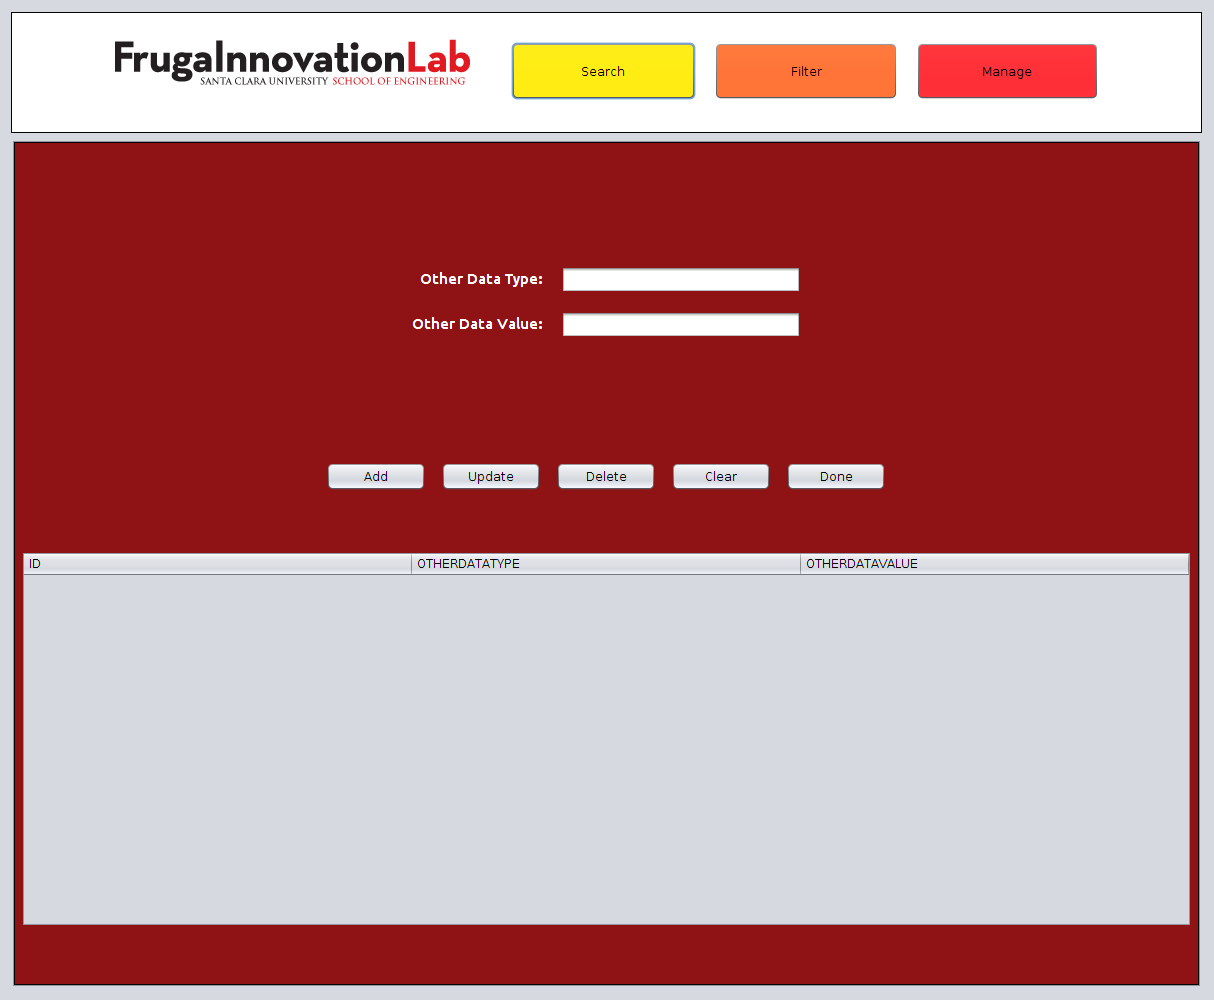 FrugalnnovationLab
SANTA CLARA UNIVERSITY SCHOOL OF ENGINEERING
Search
Filter
Manage
Other Data Type:
Other Data Value:
Add
Update
Delete
Clear
Done
ID
OTHERDATATYPE
OTHERDATAVALUE